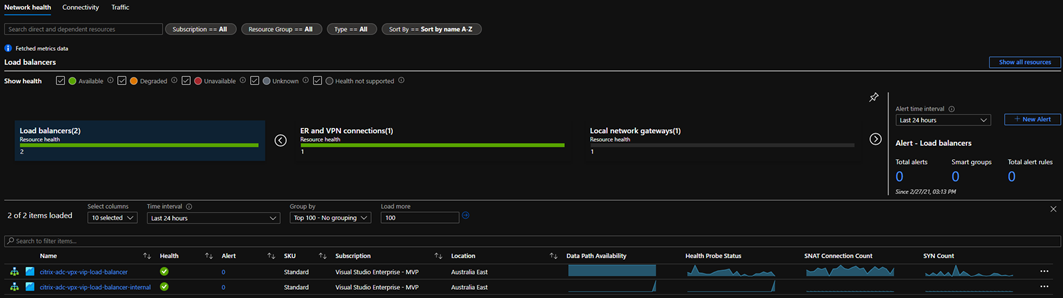 Network health Connectivity Traffic
Search direct and dependent resources Subscription == All Resource Group == All Type == All Sort By == Sort by name A-Z
Fetched metrics data
Load balancers Show all resources
Show health Available Degraded Unavailable Unknown Health not supported
Alert time interval
Last 24 hours + New Alert
Load balancers(2) ER and VPN connections(1) Local network gateways(1)
Resource health Resource health Resource health
2 1 1
Alert - Load balancers
Total alerts Smart groups Total alert rules
0 0 0
Since 2/27/21, 03:13 PM
2 of 2 items loaded
Select columns Time interval Group by Load more
10 selected Last 24 hours Top 100 - No grouping 100
Search to filter items...
Name Health Alert SKU Subscription Location Data Path Availability Health Probe Status SNAT Connection Count SYN Count
citrix-adc-vpx-vip-load-balancer 0 Standard Visual Studio Enterprise - MVP Australia East
citrix-adc-vpx-vip-load-balancer-internal 0 Standard Visual Studio Enterprise - MVP Australia East